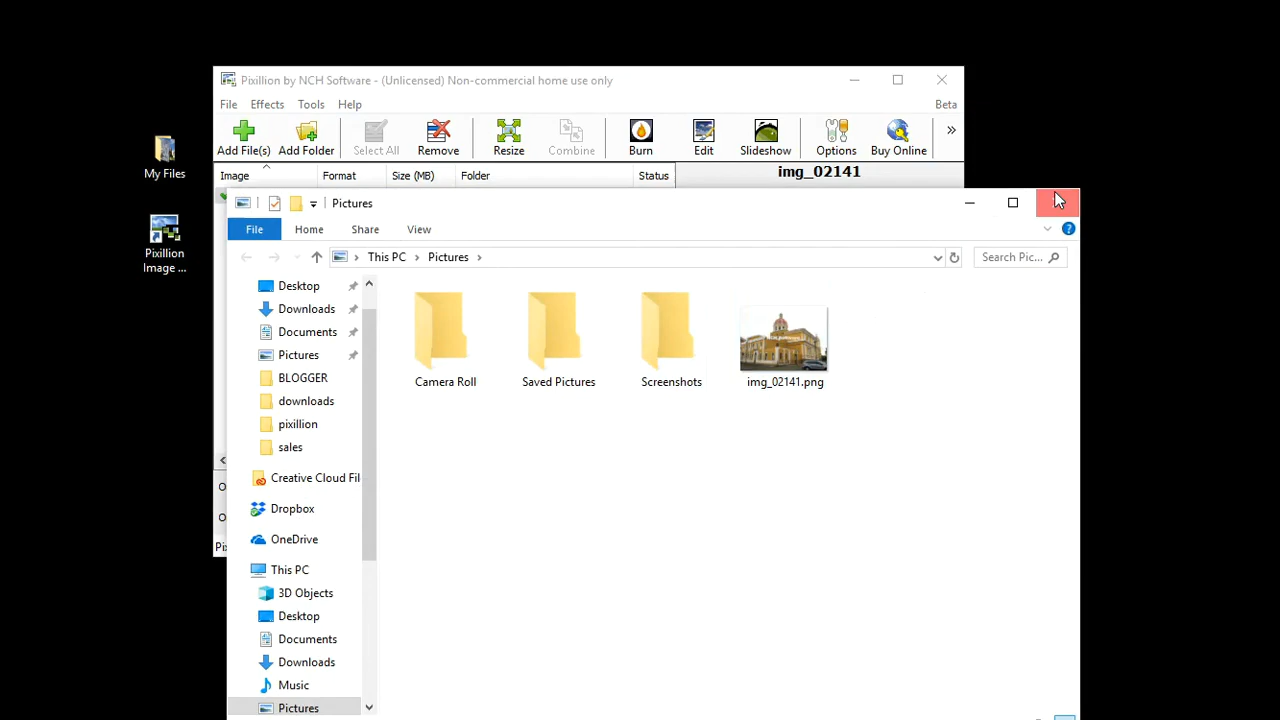 Pixillion by NCH Software - (Unlicensed) Non-commercial home use only
File Effects Tools Help Beta
Add File(s) Add Folder Select All Remove Resize Combine Burn Edit Slideshow Options Buy Online »
Image Format Size (MB) Folder Status img_02141
My Files
Pixillion
Image ...
Pictures
File Home Share View
This PC Pictures Search Pic...
Desktop
Downloads
Documents
Pictures
BLOGGER
downloads
pixillion
sales
Creative Cloud Fil
Dropbox
OneDrive
This PC
3D Objects
Desktop
Documents
Downloads
Music
Pictures
Camera Roll Saved Pictures Screenshots img_02141.png
O
O
Pix